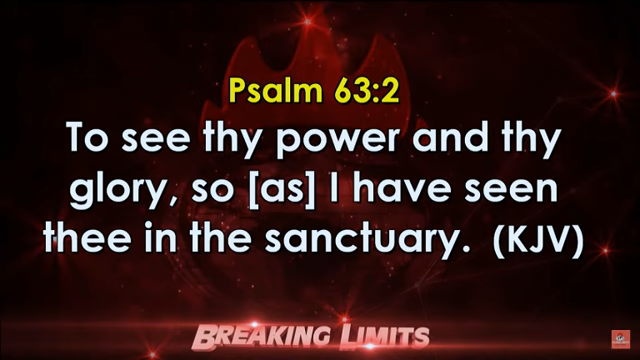 Psalm 63:2
To see thy power and thy
glory, so [as] I have seen
thee in the sanctuary. (KJV)
BREAKING LIMITS